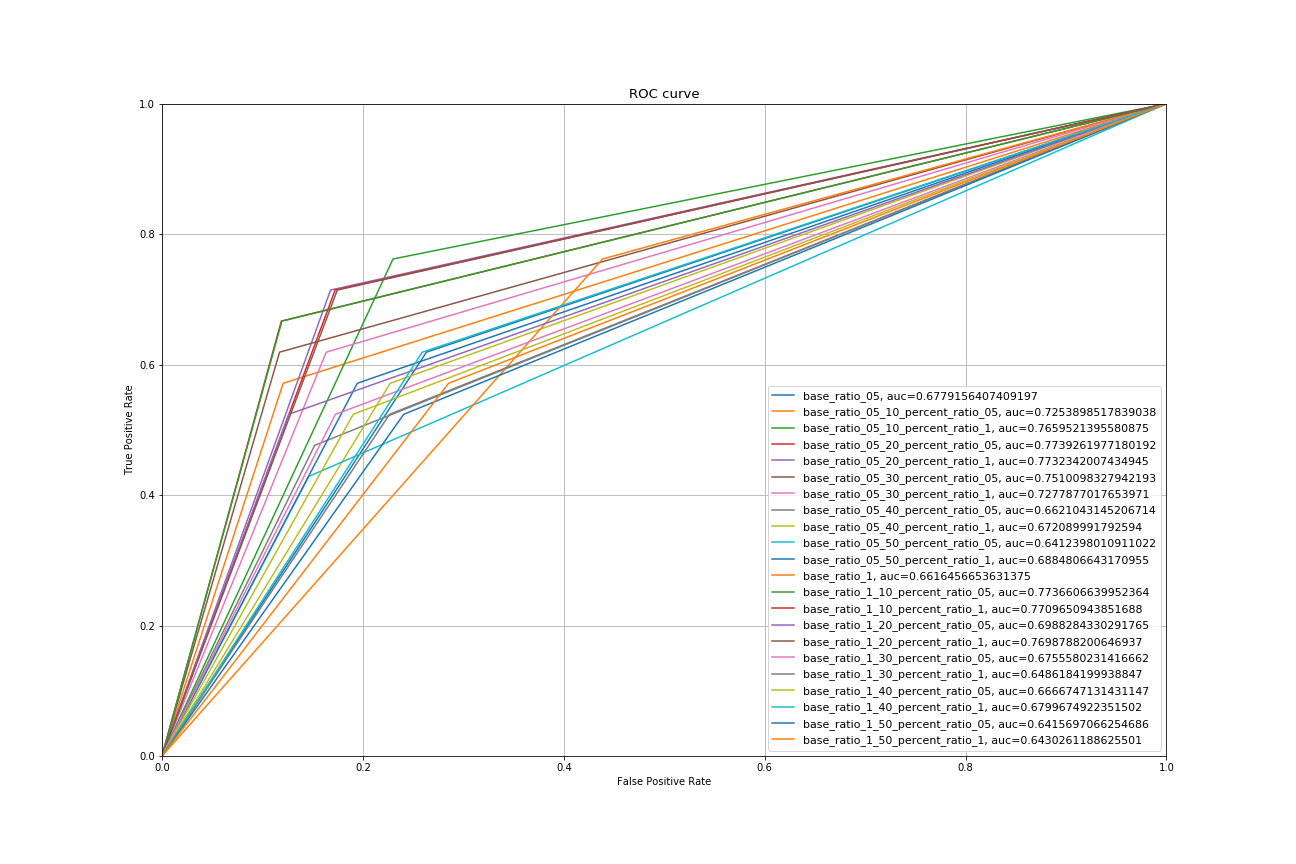 ROC curve
1.0
0.8
0.6
0.4
0.2
0.0
True Positive Rate
base_ratio_05, auc=0.6779156407409197
base_ratio_05_10_percent_ratio_05, auc=0.7253898517839038
base_ratio_05_10_percent_ratio_1, auc=0.7659521395580875
base_ratio_05_20_percent_ratio_05, auc=0.7739261977180192
base_ratio_05_20_percent_ratio_1, auc=0.7732342007434945
base_ratio_05_30_percent_ratio_05, auc=0.7510098327942193
base_ratio_05_30_percent_ratio_1, auc=0.7277877017653971
base_ratio_05_40_percent_ratio_05, auc=0.6621043145206714
base_ratio_05_40_percent_ratio_1, auc=0.672089991792594
base_ratio_05_50_percent_ratio_05, auc=0.6412398010911022
base_ratio_05_50_percent_ratio_1, auc=0.6884806643170955
base_ratio_1, auc=0.6616456653631375
base_ratio_1_10_percent_ratio_05, auc=0.7736606639952364
base_ratio_1_10_percent_ratio_1, auc=0.7709650943851688
base_ratio_1_20_percent_ratio_05, auc=0.6988284330291765
base_ratio_1_20_percent_ratio_1, auc=0.7698788200646937
base_ratio_1_30_percent_ratio_05, auc=0.6755580231416662
base_ratio_1_30_percent_ratio_1, auc=0.6486184199938847
base_ratio_1_40_percent_ratio_05, auc=0.6666747131431147
base_ratio_1_40_percent_ratio_1, auc=0.6799674922351502
base_ratio_1_50_percent_ratio_05, auc=0.6415697066254686
base_ratio_1_50_percent_ratio_1, auc=0.6430261188625501
0.0 0.2 0.4 0.6 0.8 1.0
False Positive Rate